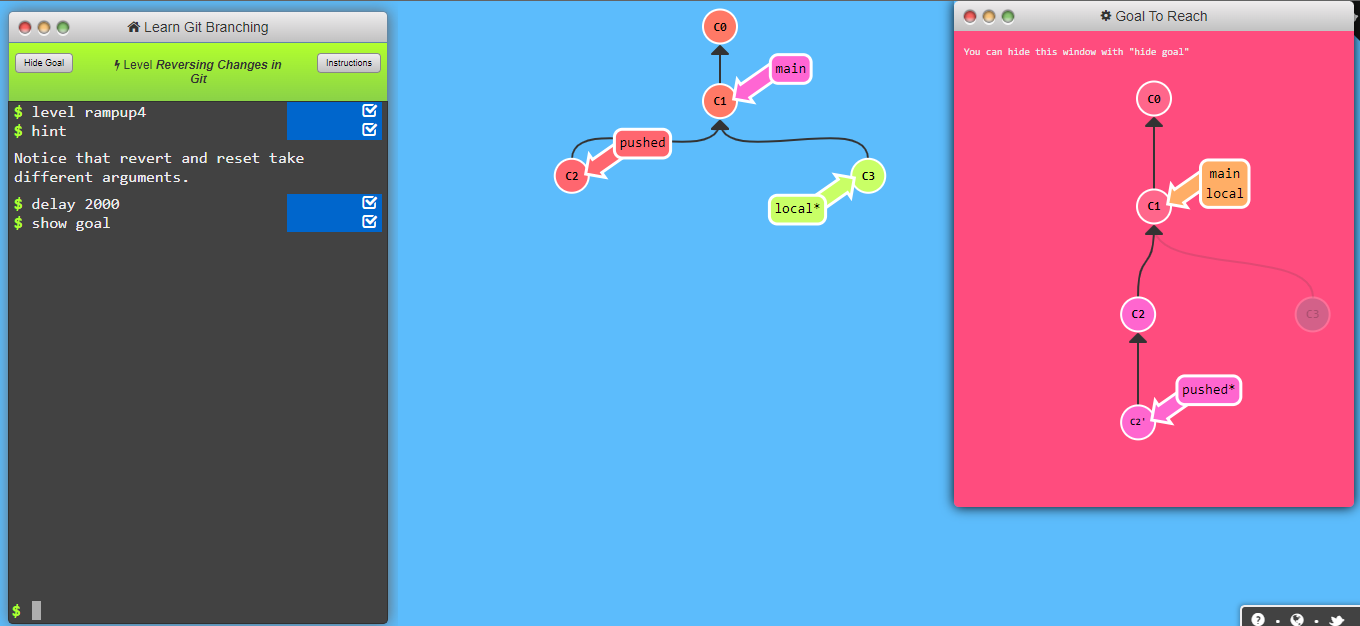 Learn Git Branching
Hide Goal
Level Reversing Changes in
Git
Instructions
$ level rampup4
$ hint
Notice that revert and reset take
different arguments.
$ delay 2000
$ show goal
$
C0
main
C1
pushed
C2
C3
local*
Goal To Reach
You can hide this window with "hide goal"
C0
main
local
C1
C2
C3
pushed*
C2'
?